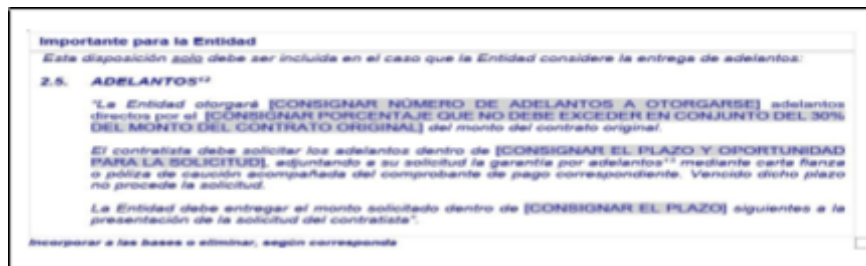 Importante para la Entidad
Esta disposición solo debe ser incluida en el caso que la Entidad considere la entrega de adelantos:
2.5. ADELANTOS¹²
"La Entidad otorgará [CONSIGNAR NÚMERO DE ADELANTOS A OTORGARSE] adelantos
directos por el [CONSIGNAR PORCENTAJE QUE NO DEBE EXCEDER EN CONJUNTO DEL 30%
DEL MONTO DEL CONTRATO ORIGINAL] del monto del contrato original.
El contratista debe solicitar los adelantos dentro de [CONSIGNAR EL PLAZO Y OPORTUNIDAD
PARA LA SOLICITUD], adjuntando a su solicitud la garantía por adelantos¹³ mediante carta fianza
o póliza de caución acompañada del comprobante de pago correspondiente. Vencido dicho plazo
no procede la solicitud.
La Entidad debe entregar el monto solicitado dentro de [CONSIGNAR EL PLAZO] siguientes a la
presentación de la solicitud del contratista".
Incorporar a las bases o eliminar, según corresponda